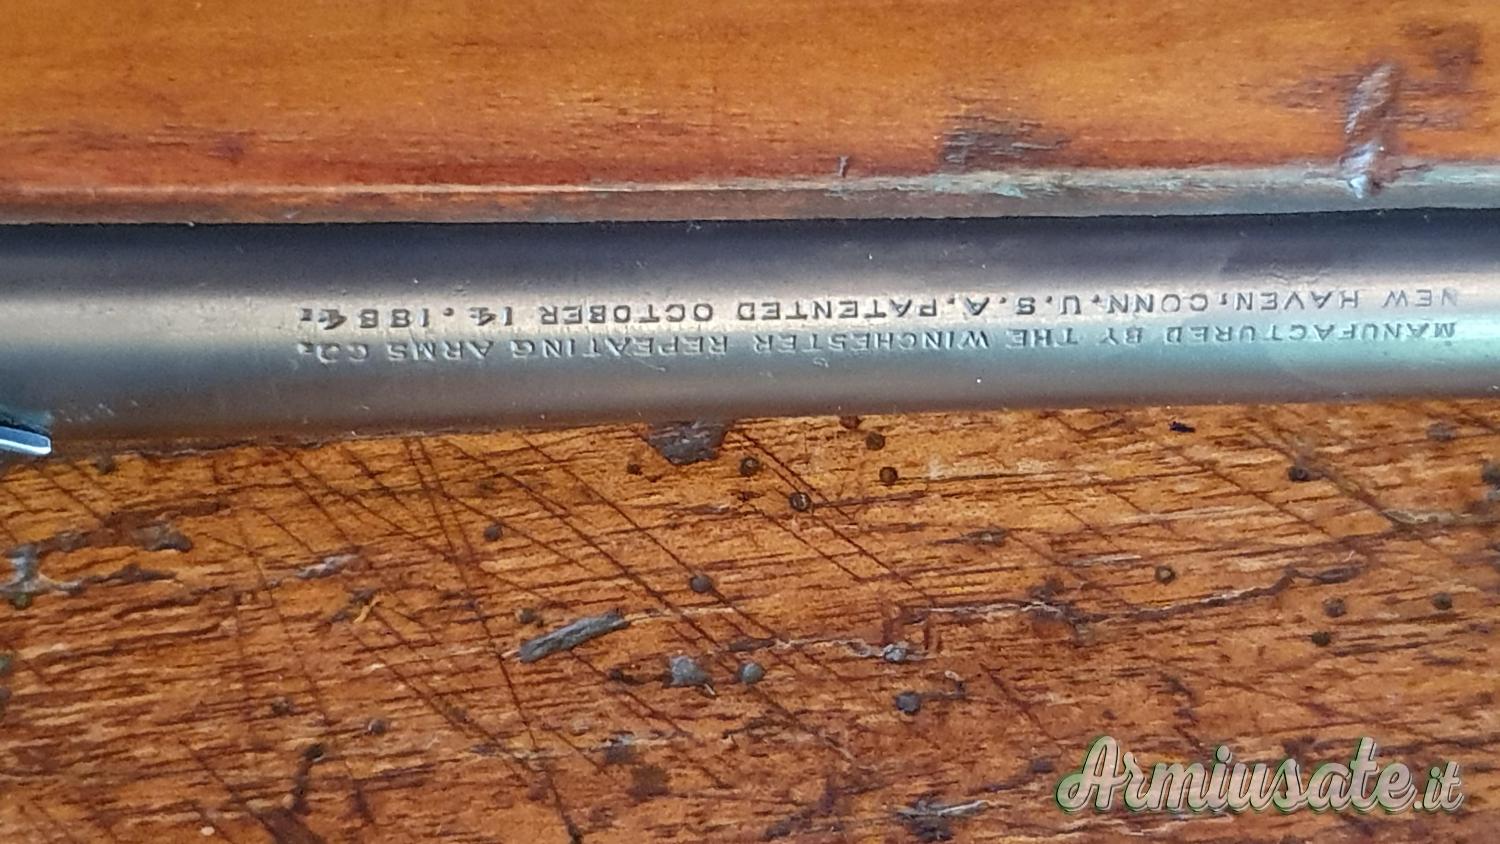 MANUFACTURED BY THE WINCHESTER REPEATING ARMS CO.
NEW HAVEN, CONN. U. S. A. PATENTED OCTOBER 14. 1884.
Armiusate.it